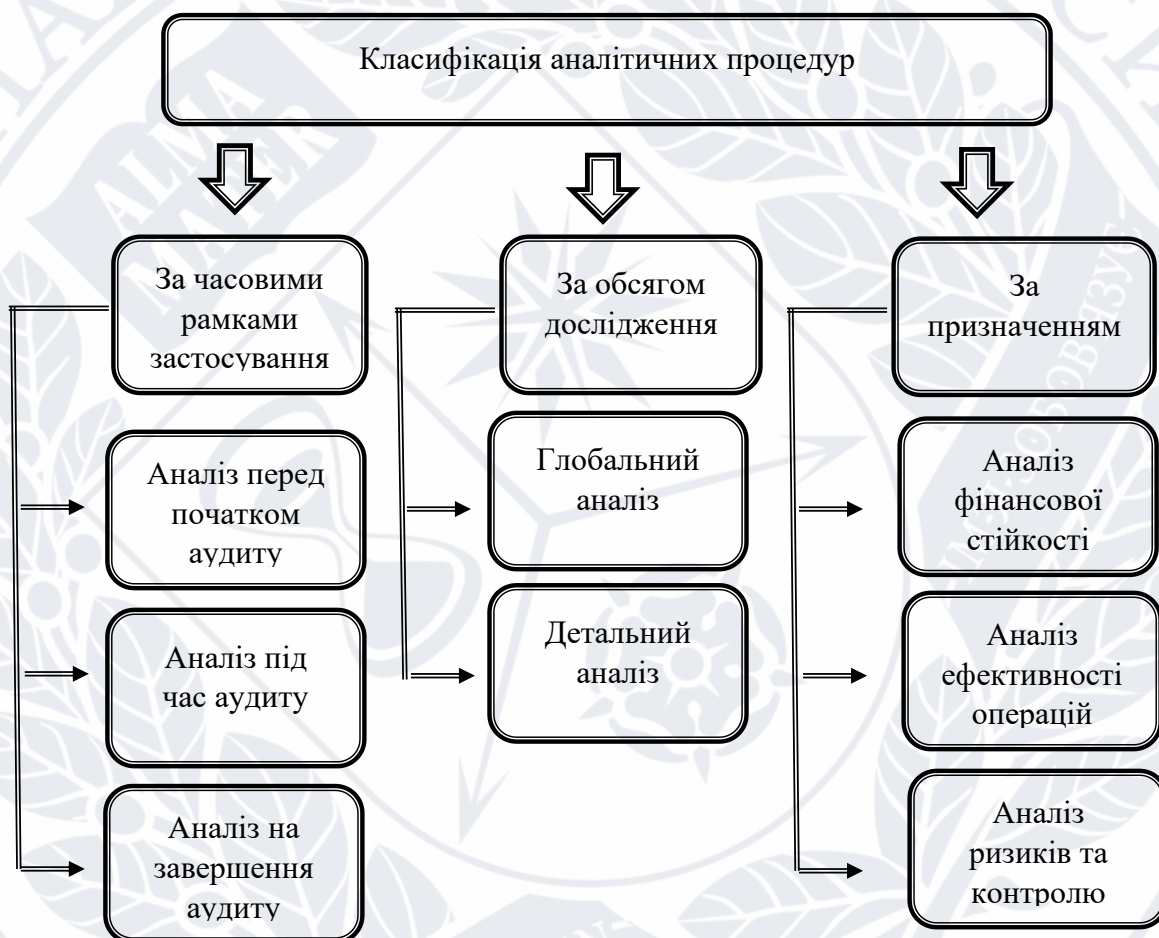 Класифікація аналітичних процедур
За часовими
рамками
застосування
Аналіз перед
початком
аудиту
Аналіз під
час аудиту
Аналіз на
завершення
аудиту
За обсягом
дослідження
Глобальний
аналіз
Детальний
аналіз
За
призначенням
Аналіз
фінансової
стійкості
Аналіз
ефективності
операцій
Аналіз
ризиків та
контролю
ALMA
MATER